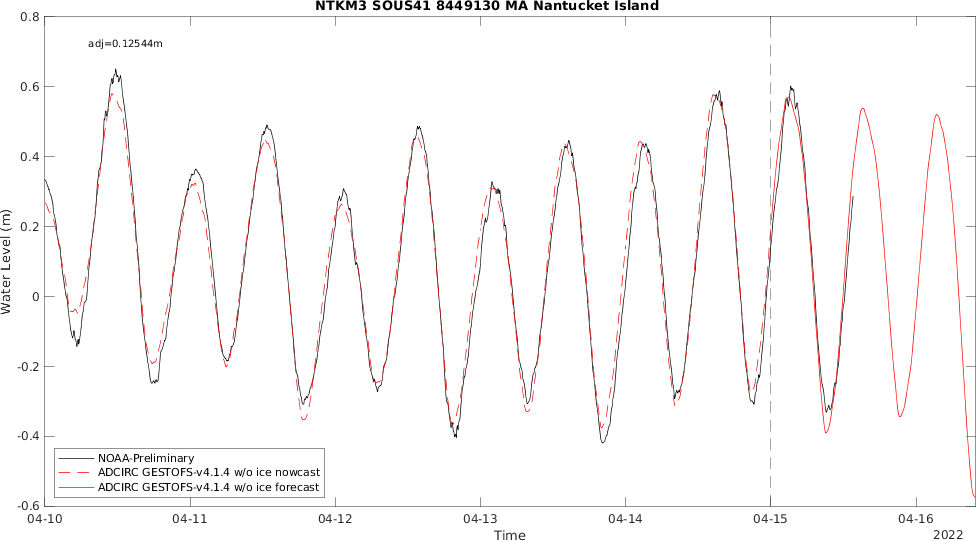 NTKM3 SOUS41 8449130 MA Nantucket Island
0.8
adj=0.12544m
0.6
0.4
0.2
0
-0.2
-0.4
-0.6
Water Level (m)
NOAA-Preliminary
ADCIRC GESTOFS-v4.1.4 w/o ice nowcast
ADCIRC GESTOFS-v4.1.4 w/o ice forecast
04-10 04-11 04-12 04-13 04-14 04-15 04-16
Time
2022